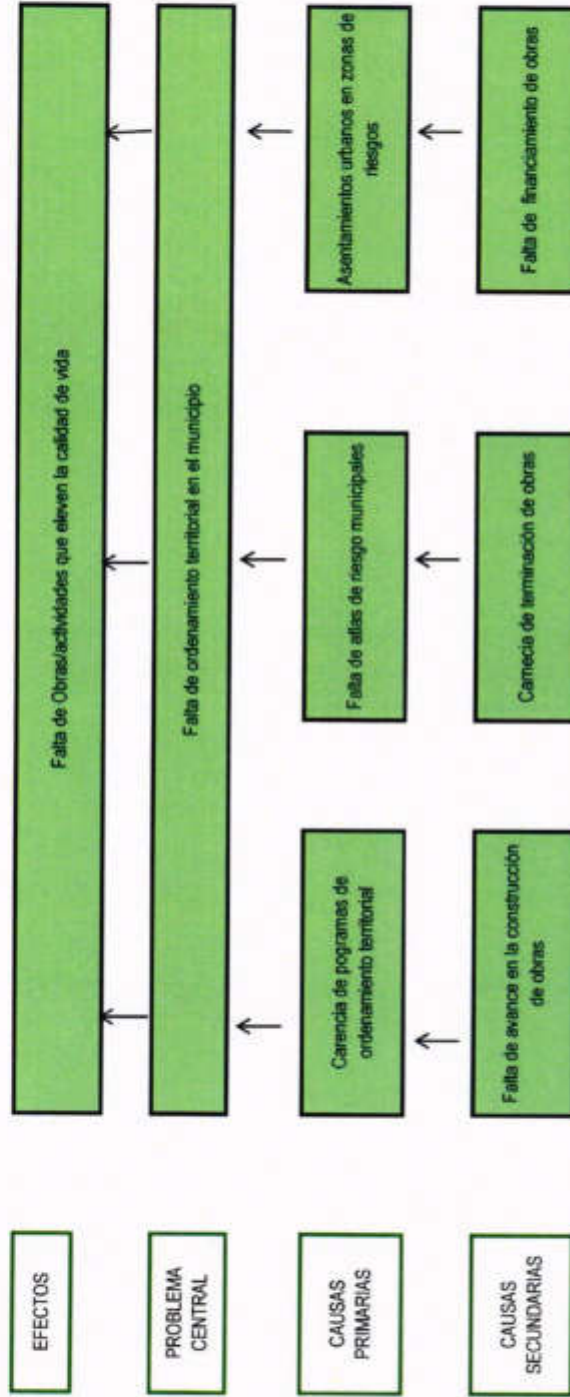 EFECTOS
Falta de Obras/actividades que eleven la calidad de vida
PROBLEMA
CENTRAL
Falta de ordenamiento territorial en el municipio
CAUSAS
PRIMARIAS
Carencia de pogramas de
ordenamiento territorial
Falta de atlas de riesgo municipales
Asentamientos urbanos en zonas de
riesgos
CAUSAS
SECUNDARIAS
Falta de avance en la construcción
de obras
Carnecia de terminación de obras
Falta de financiamiento de obras